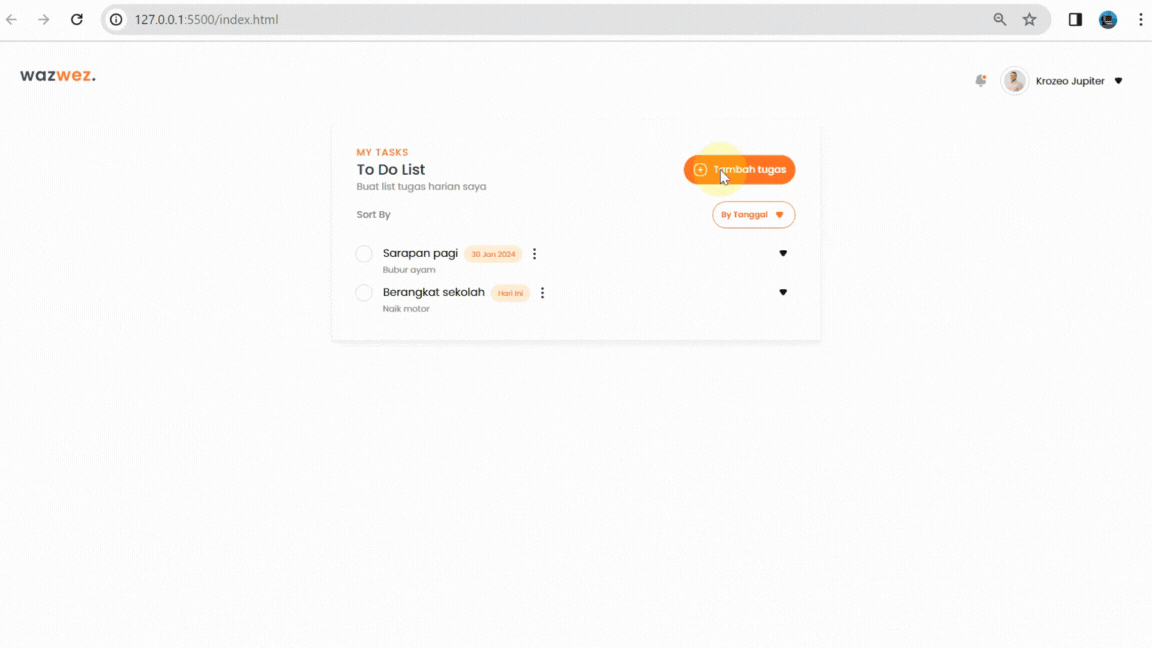 127.0.0.1:5500/index.html
wazwez.
Krozeo Jupiter
MY TASKS
To Do List
Buat list tugas harian saya
Tambah tugas
Sort By
By Tanggal
Sarapan pagi 30 Jan 2024
Bubur ayam
Berangkat sekolah Hari Ini
Naik motor